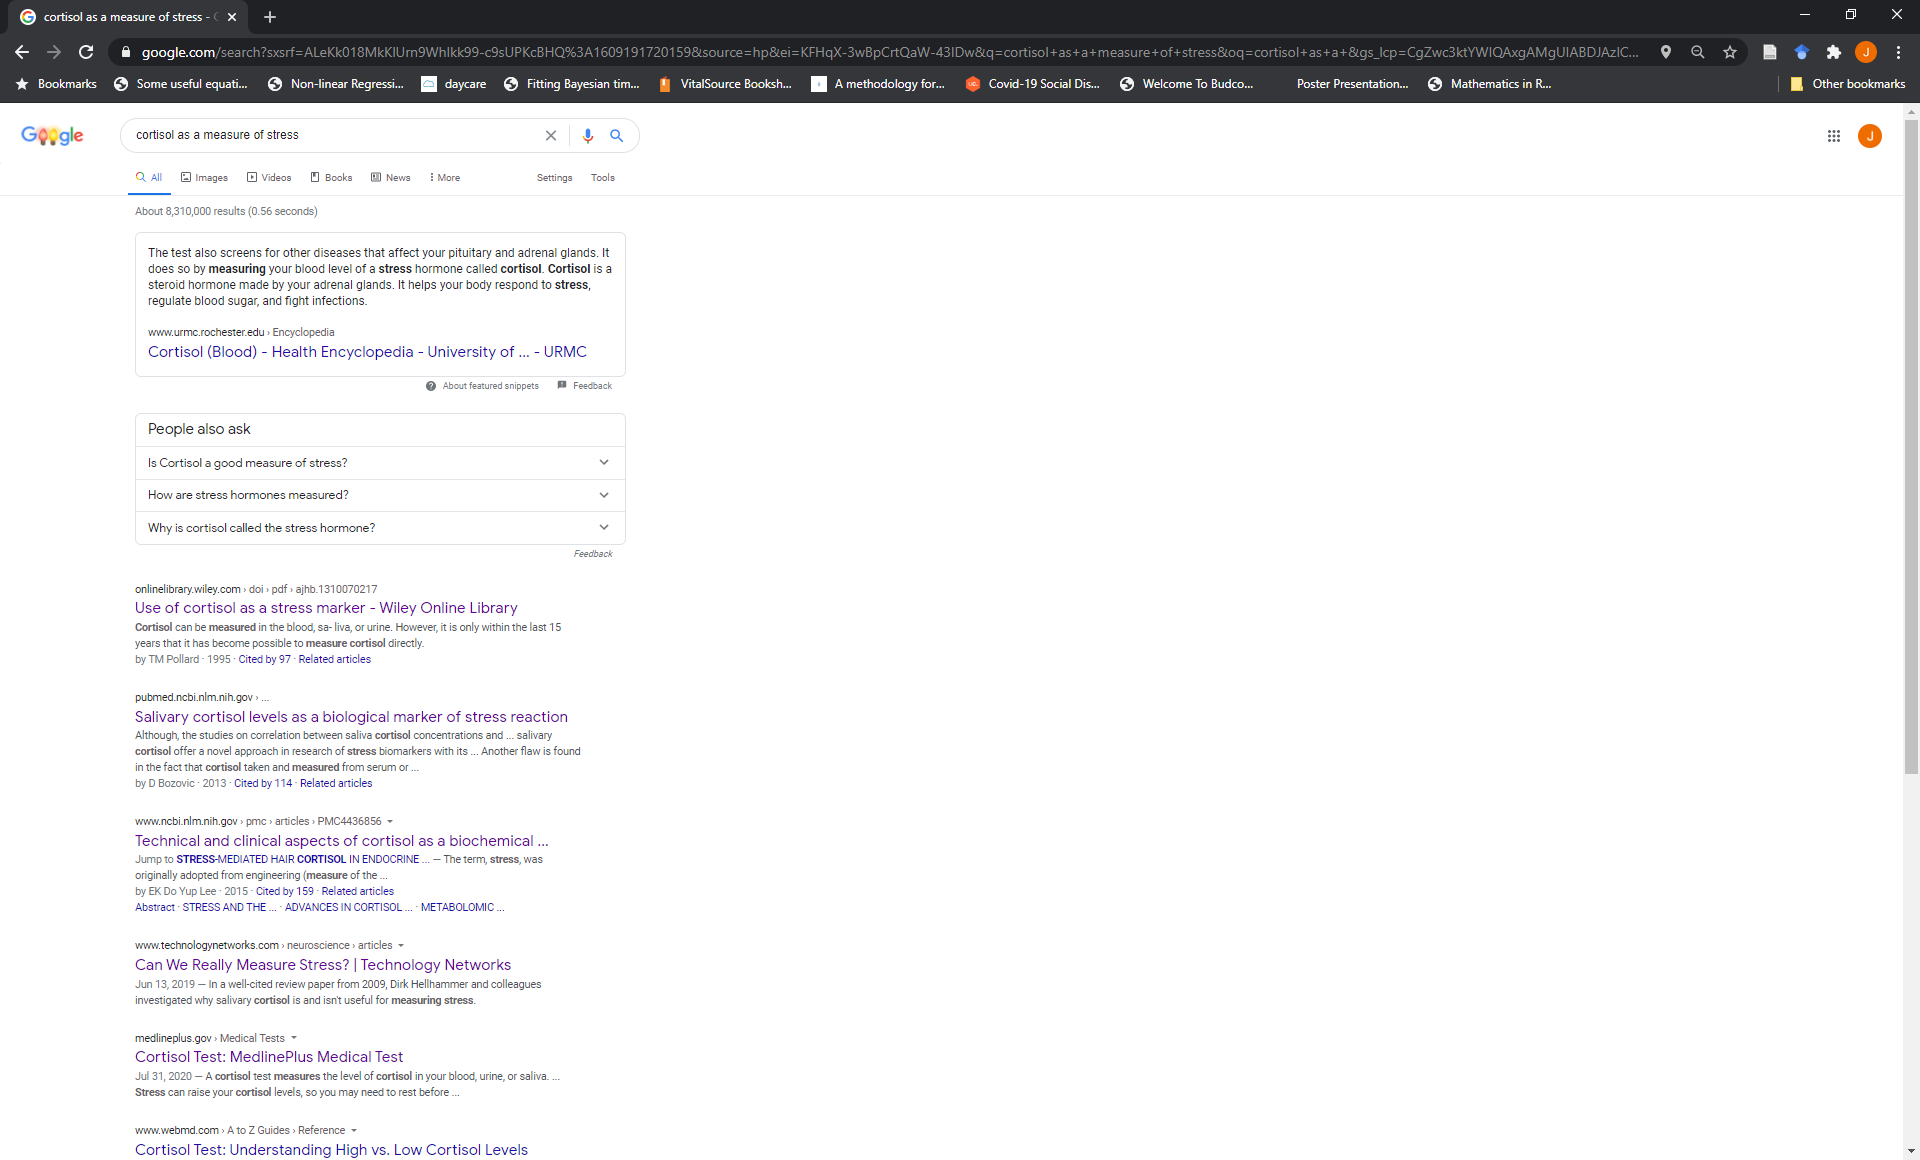 cortisol as a measure of stress -
google.com/search?sxsrf=ALeKk018MkKlUrn9Whlkk99-c9sUPKcBHQ%3A1609191720159&source=hp&ei=KFHqX-3wBpCrtQaW-43IDw&q=cortisol+as+a+measure+of+stress&oq=cortisol+as+a+&gs_lcp=CgZwc3ktYWIQAxgAMgUIABDJAzIC...
J
Bookmarks Some useful equati... Non-linear Regressi... daycare Fitting Bayesian tim... VitalSource Booksh... A methodology for... Covid-19 Social Dis... Welcome To Budco... Poster Presentation... Mathematics in R... Other bookmarks
Google cortisol as a measure of stress J
All Images Videos Books News More Settings Tools
About 8,310,000 results (0.56 seconds)
The test also screens for other diseases that affect your pituitary and adrenal glands. It
does so by measuring your blood level of a stress hormone called cortisol. Cortisol is a
steroid hormone made by your adrenal glands. It helps your body respond to stress,
regulate blood sugar, and fight infections.
www.urmc.rochester.edu › Encyclopedia
Cortisol (Blood) - Health Encyclopedia - University of ... - URMC
About featured snippets Feedback
People also ask
Is Cortisol a good measure of stress?
How are stress hormones measured?
Why is cortisol called the stress hormone?
Feedback
onlinelibrary.wiley.com › doi › pdf › ajhb.1310070217
Use of cortisol as a stress marker - Wiley Online Library
Cortisol can be measured in the blood, sa- liva, or urine. However, it is only within the last 15
years that it has become possible to measure cortisol directly.
by TM Pollard · 1995 · Cited by 97 · Related articles
pubmed.ncbi.nlm.nih.gov › ...
Salivary cortisol levels as a biological marker of stress reaction
Although, the studies on correlation between saliva cortisol concentrations and ... salivary
cortisol offer a novel approach in research of stress biomarkers with its ... Another flaw is found
in the fact that cortisol taken and measured from serum or ...
by D Bozovic · 2013 · Cited by 114 · Related articles
www.ncbi.nlm.nih.gov › pmc › articles › PMC4436856
Technical and clinical aspects of cortisol as a biochemical ...
Jump to STRESS-MEDIATED HAIR CORTISOL IN ENDOCRINE ... — The term, stress, was
originally adopted from engineering (measure of the ...
by EK Do Yup Lee · 2015 · Cited by 159 · Related articles
Abstract · STRESS AND THE ... · ADVANCES IN CORTISOL ... · METABOLOMIC ...
www.technologynetworks.com › neuroscience › articles
Can We Really Measure Stress? | Technology Networks
Jun 13, 2019 — In a well-cited review paper from 2009, Dirk Hellhammer and colleagues
investigated why salivary cortisol is and isn't useful for measuring stress.
medlineplus.gov › Medical Tests
Cortisol Test: MedlinePlus Medical Test
Jul 31, 2020 — A cortisol test measures the level of cortisol in your blood, urine, or saliva. ...
Stress can raise your cortisol levels, so you may need to rest before ...
www.webmd.com › A to Z Guides › Reference
Cortisol Test: Understanding High vs. Low Cortisol Levels